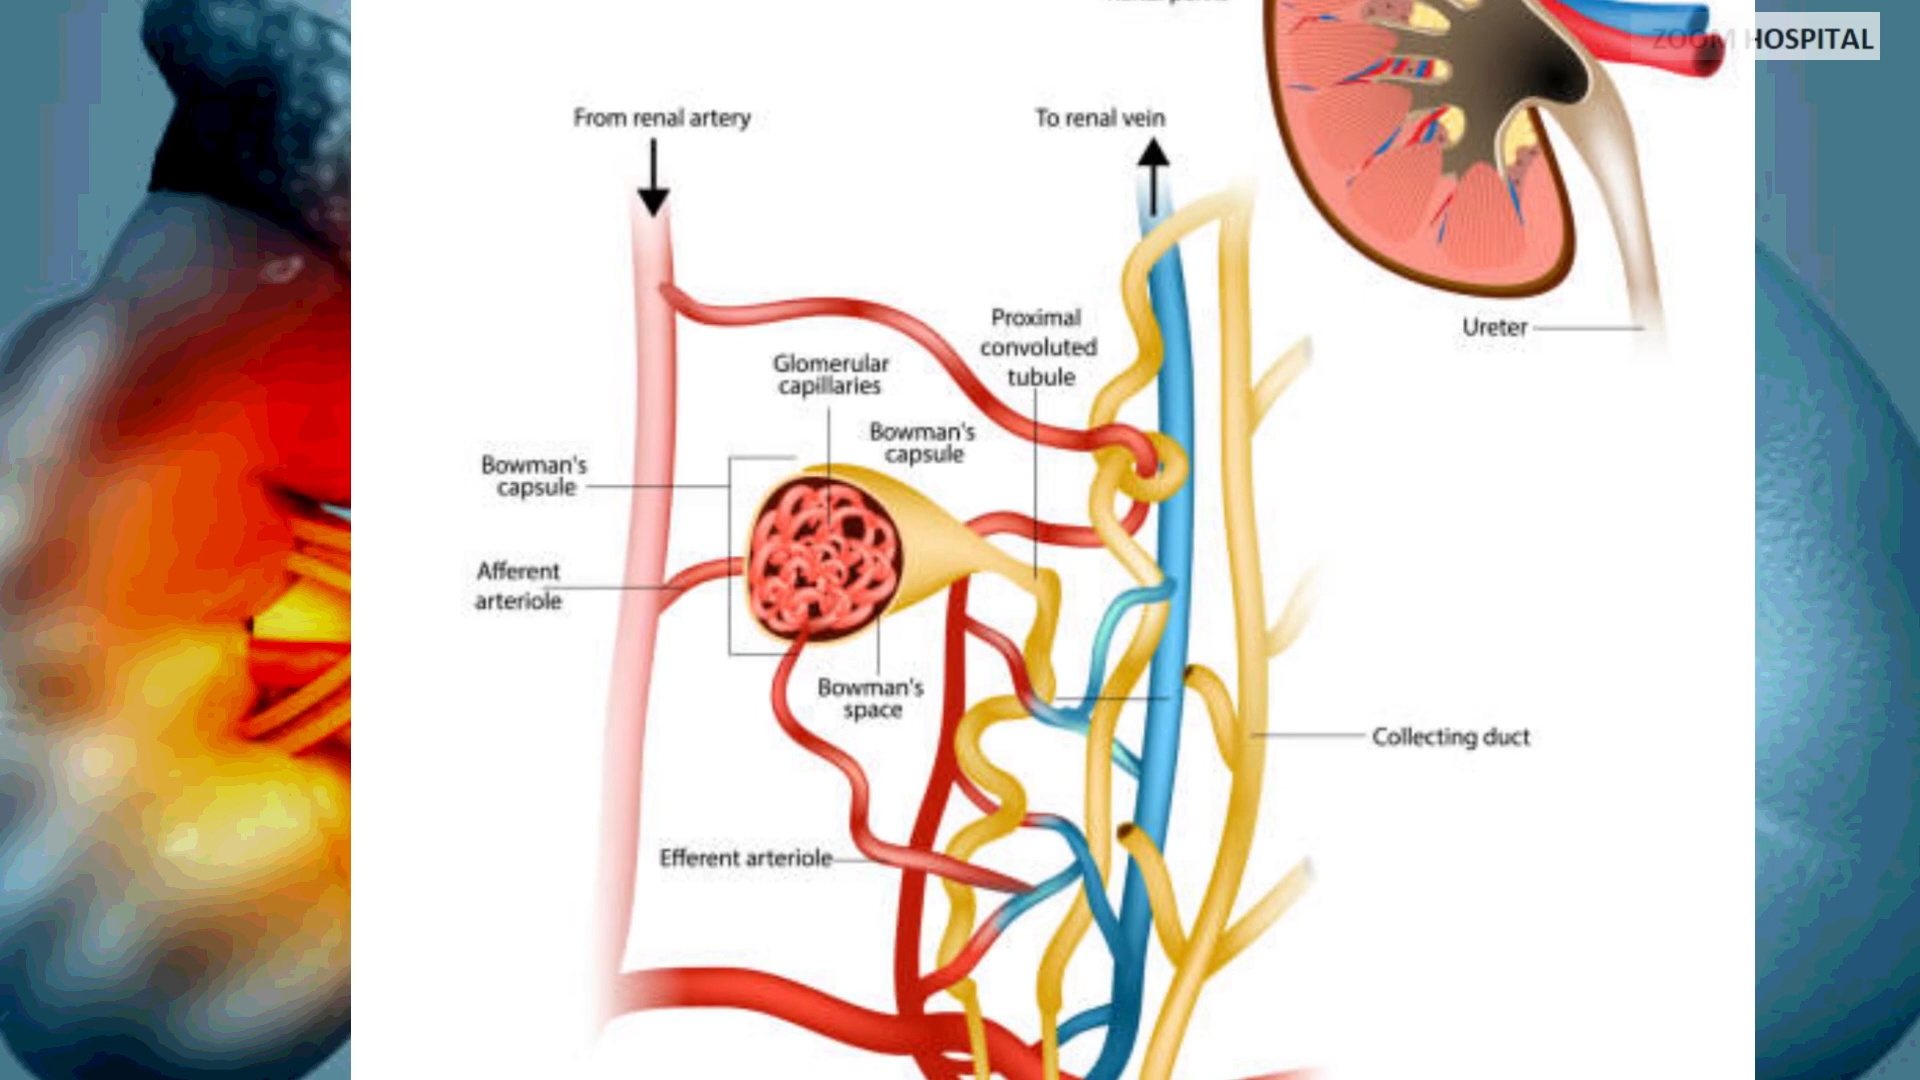 ZOOM HOSPITAL
From renal artery
To renal vein
Proximal
convoluted
tubule
Glomerular
capillaries
Bowman's
capsule
Bowman's
capsule
Afferent
arteriole
Bowman's
space
Efferent arteriole
Ureter
Collecting duct